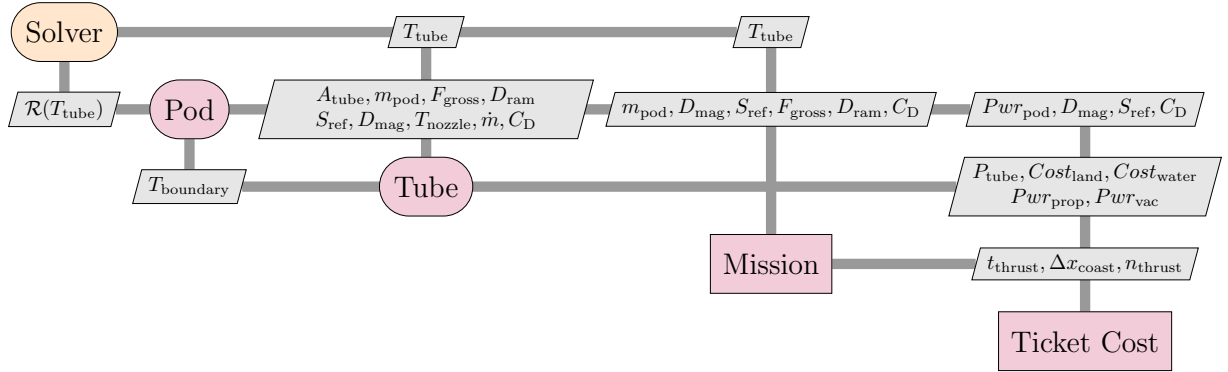 Solver
T_tube
T_tube
R(T_tube)
Pod
A_tube, m_pod, F_gross, D_ram
S_ref, D_mag, T_nozzle, ṁ, C_D
m_pod, D_mag, S_ref, F_gross, D_ram, C_D
Pwr_pod, D_mag, S_ref, C_D
T_boundary
Tube
P_tube, Cost_land, Cost_water
Pwr_prop, Pwr_vac
Mission
t_thrust, Δx_coast, n_thrust
Ticket Cost